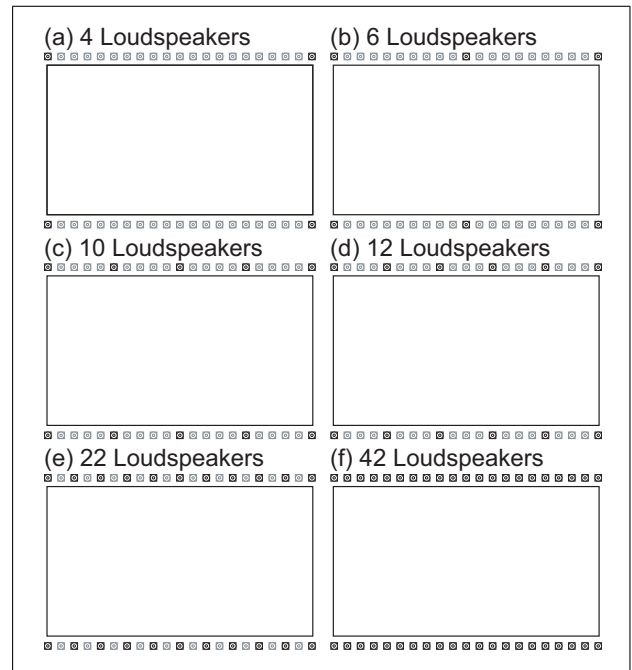 (a) 4 Loudspeakers
(b) 6 Loudspeakers
(c) 10 Loudspeakers
(d) 12 Loudspeakers
(e) 22 Loudspeakers
(f) 42 Loudspeakers